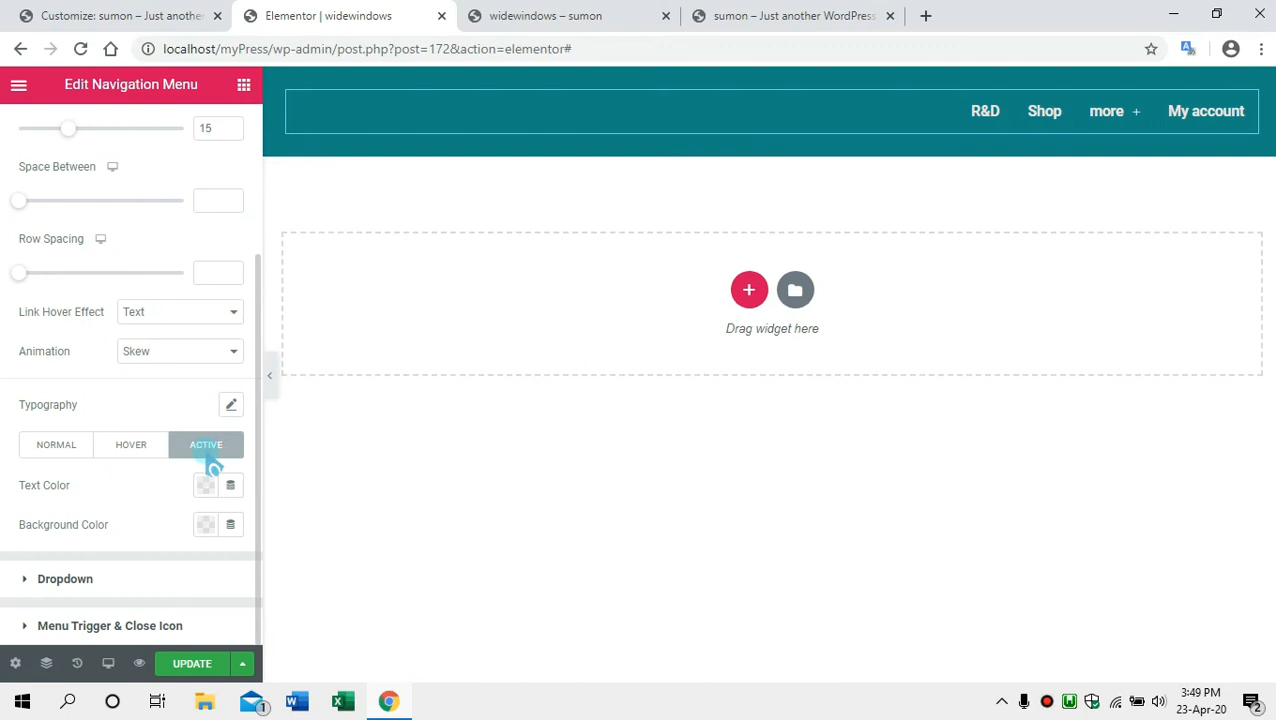 Customize: sumon – Just another
Elementor | widewindows
widewindows – sumon
sumon – Just another WordPress
localhost/myPress/wp-admin/post.php?post=172&action=elementor#
Edit Navigation Menu
15
Space Between
Row Spacing
Link Hover Effect
Text
Animation
Skew
Typography
NORMAL
HOVER
ACTIVE
Text Color
Background Color
Dropdown
Menu Trigger & Close Icon
UPDATE
R&D
Shop
more +
My account
Drag widget here
1
3:49 PM
23-Apr-20
2